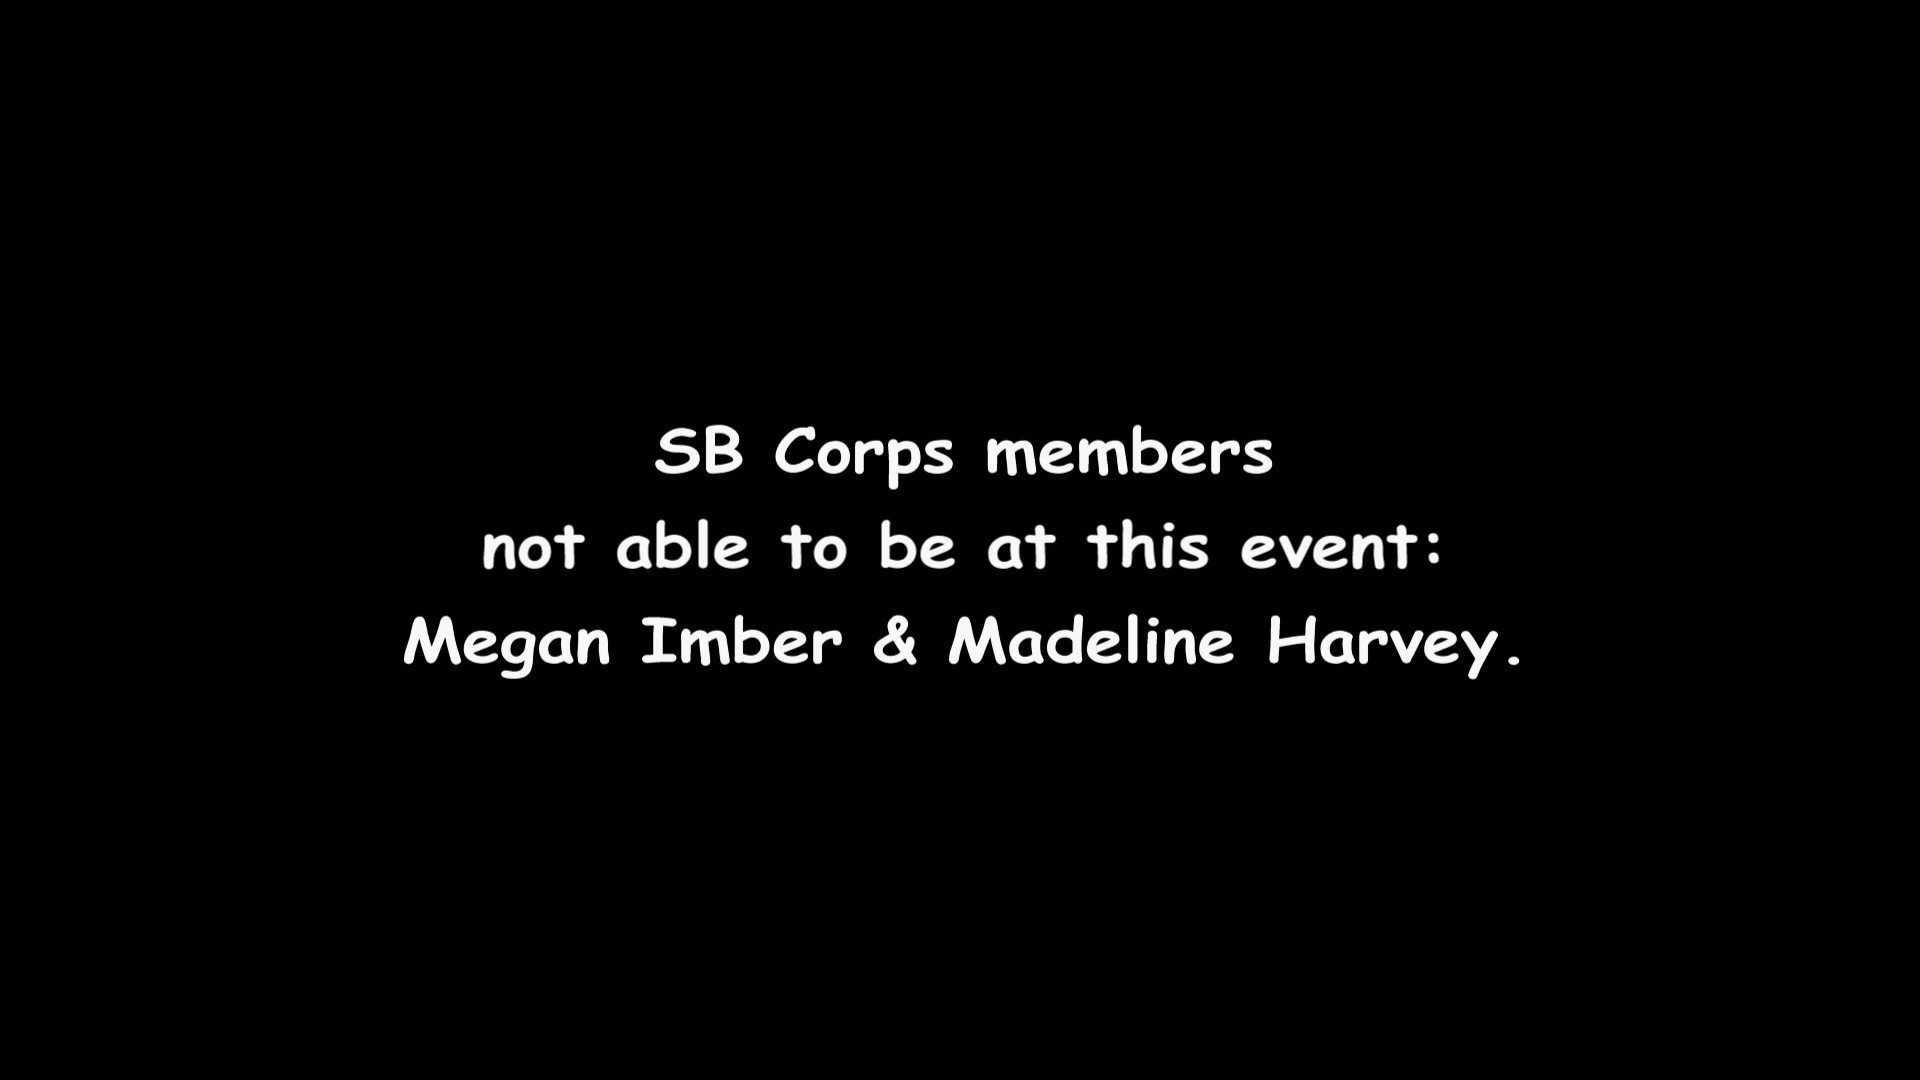 SB Corps members
not able to be at this event:
Megan Imber & Madeline Harvey.